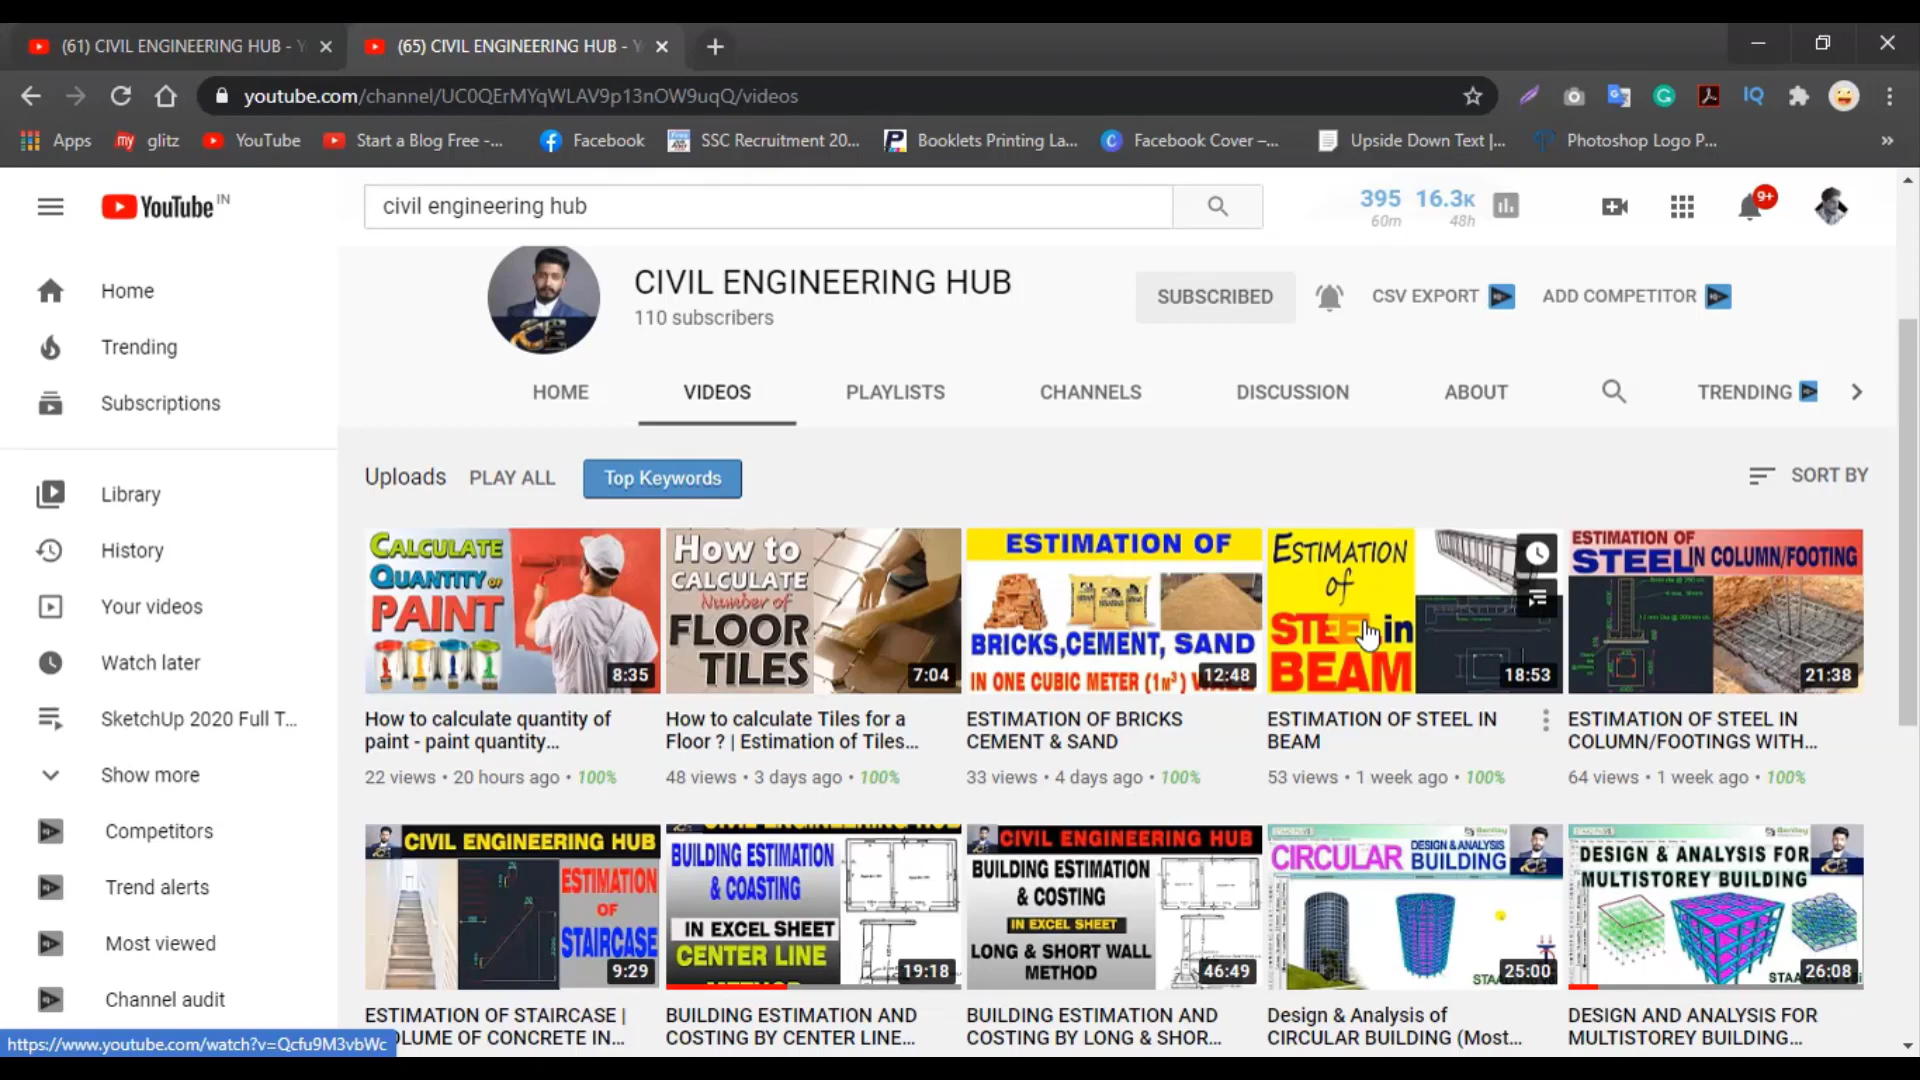 (61) CIVIL ENGINEERING HUB - Y
(65) CIVIL ENGINEERING HUB - Y
youtube.com/channel/UC0QErMYqWLAV9p13nOW9uqQ/videos
Apps
my
glitz
YouTube
Start a Blog Free -...
Facebook
SSC Recruitment 20...
Booklets Printing La...
Facebook Cover –...
Upside Down Text |...
Photoshop Logo P...
YouTube IN
civil engineering hub
395 16.3K
60m 48h
9+
Home
Trending
Subscriptions
Library
History
Your videos
Watch later
SketchUp 2020 Full T...
Show more
Competitors
Trend alerts
Most viewed
Channel audit
CIVIL ENGINEERING HUB
110 subscribers
SUBSCRIBED
CSV EXPORT
ADD COMPETITOR
HOME
VIDEOS
PLAYLISTS
CHANNELS
DISCUSSION
ABOUT
TRENDING
Uploads
PLAY ALL
Top Keywords
SORT BY
CALCULATE
QUANTITY OF
PAINT
8:35
How to calculate quantity of
paint - paint quantity...
22 views • 20 hours ago • 100%
How to
CALCULATE
Number of
FLOOR
TILES
7:04
How to calculate Tiles for a
Floor ? | Estimation of Tiles...
48 views • 3 days ago • 100%
ESTIMATION OF
BRICKS,CEMENT, SAND
IN ONE CUBIC METER (1m³)
12:48
ESTIMATION OF BRICKS
CEMENT & SAND
33 views • 4 days ago • 100%
ESTIMATION
of
STEEL in
BEAM
18:53
ESTIMATION OF STEEL IN
BEAM
53 views • 1 week ago • 100%
ESTIMATION OF
STEEL IN COLUMN/FOOTING
21:38
ESTIMATION OF STEEL IN
COLUMN/FOOTINGS WITH...
64 views • 1 week ago • 100%
CIVIL ENGINEERING HUB
ESTIMATION
OF
STAIRCASE
9:29
ESTIMATION OF STAIRCASE |
OLUME OF CONCRETE IN...
BUILDING ESTIMATION
& COASTING
IN EXCEL SHEET
CENTER LINE
METHOD
19:18
BUILDING ESTIMATION AND
COSTING BY CENTER LINE...
CIVIL ENGINEERING HUB
BUILDING ESTIMATION
& COSTING
IN EXCEL SHEET
LONG & SHORT WALL
METHOD
46:49
BUILDING ESTIMATION AND
COSTING BY LONG & SHOR...
CIRCULAR DESIGN & ANALYSIS
BUILDING
25:00
Design & Analysis of
CIRCULAR BUILDING (Most...
DESIGN & ANALYSIS FOR
MULTISTOREY BUILDING
26:08
DESIGN AND ANALYSIS FOR
MULTISTOREY BUILDING...
https://www.youtube.com/watch?v=Qcfu9M3vbWc